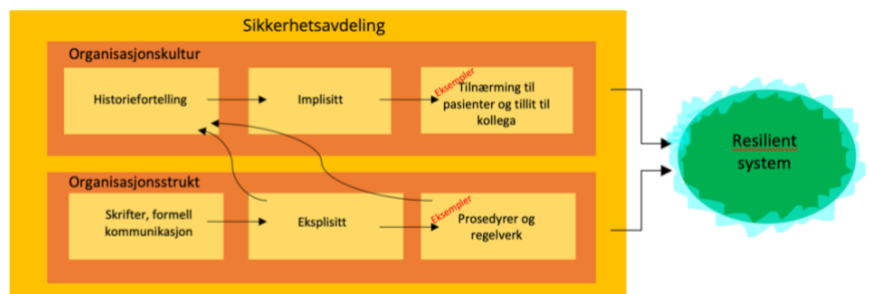 Sikkerhetsavdeling
Organisasjonskultur
Historiefortelling
Implisitt
Eksempler
Tilnærming til
pasienter og tillit til
kollega
Organisasjonsstrukt
Skrifter, formell
kommunikasjon
Eksplisitt
Eksempler
Prosedyrer og
regelverk
Resilient
system